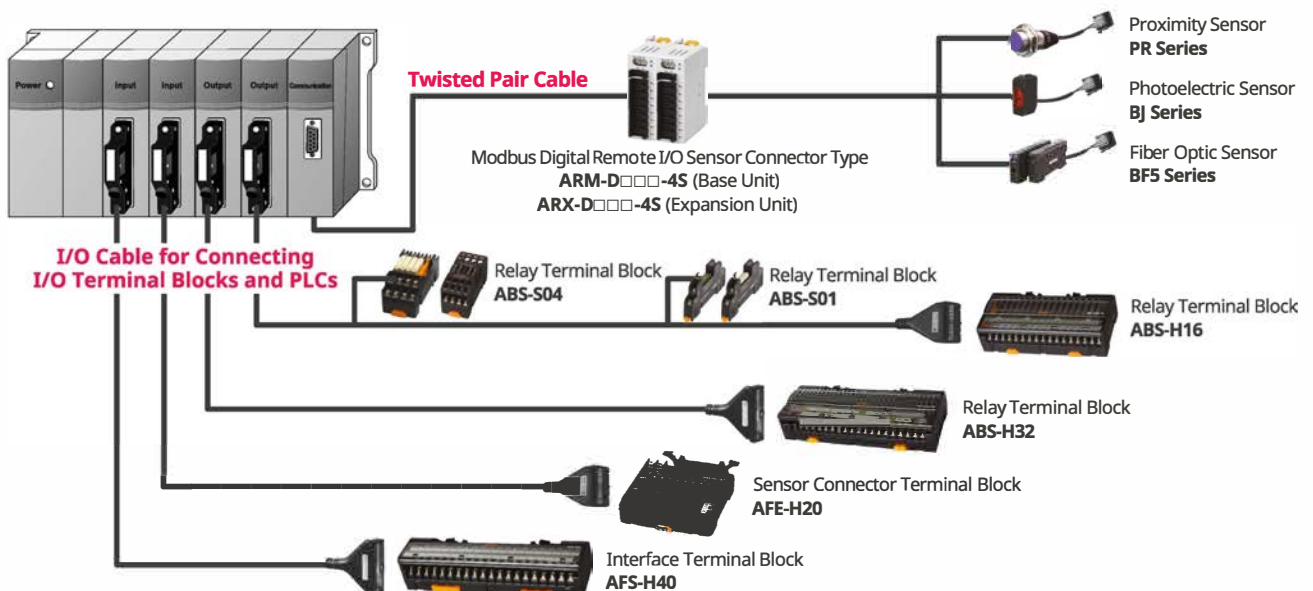 Power
Input
Input
Output
Output
Communication
Twisted Pair Cable
Modbus Digital Remote I/O Sensor Connector Type
ARM-D□□□-4S (Base Unit)
ARX-D□□□-4S (Expansion Unit)
Proximity Sensor
PR Series
Photoelectric Sensor
BJ Series
Fiber Optic Sensor
BF5 Series
I/O Cable for Connecting
I/O Terminal Blocks and PLCs
Relay Terminal Block
ABS-S04
Relay Terminal Block
ABS-S01
Relay Terminal Block
ABS-H16
Relay Terminal Block
ABS-H32
Sensor Connector Terminal Block
AFE-H20
Interface Terminal Block
AFS-H40